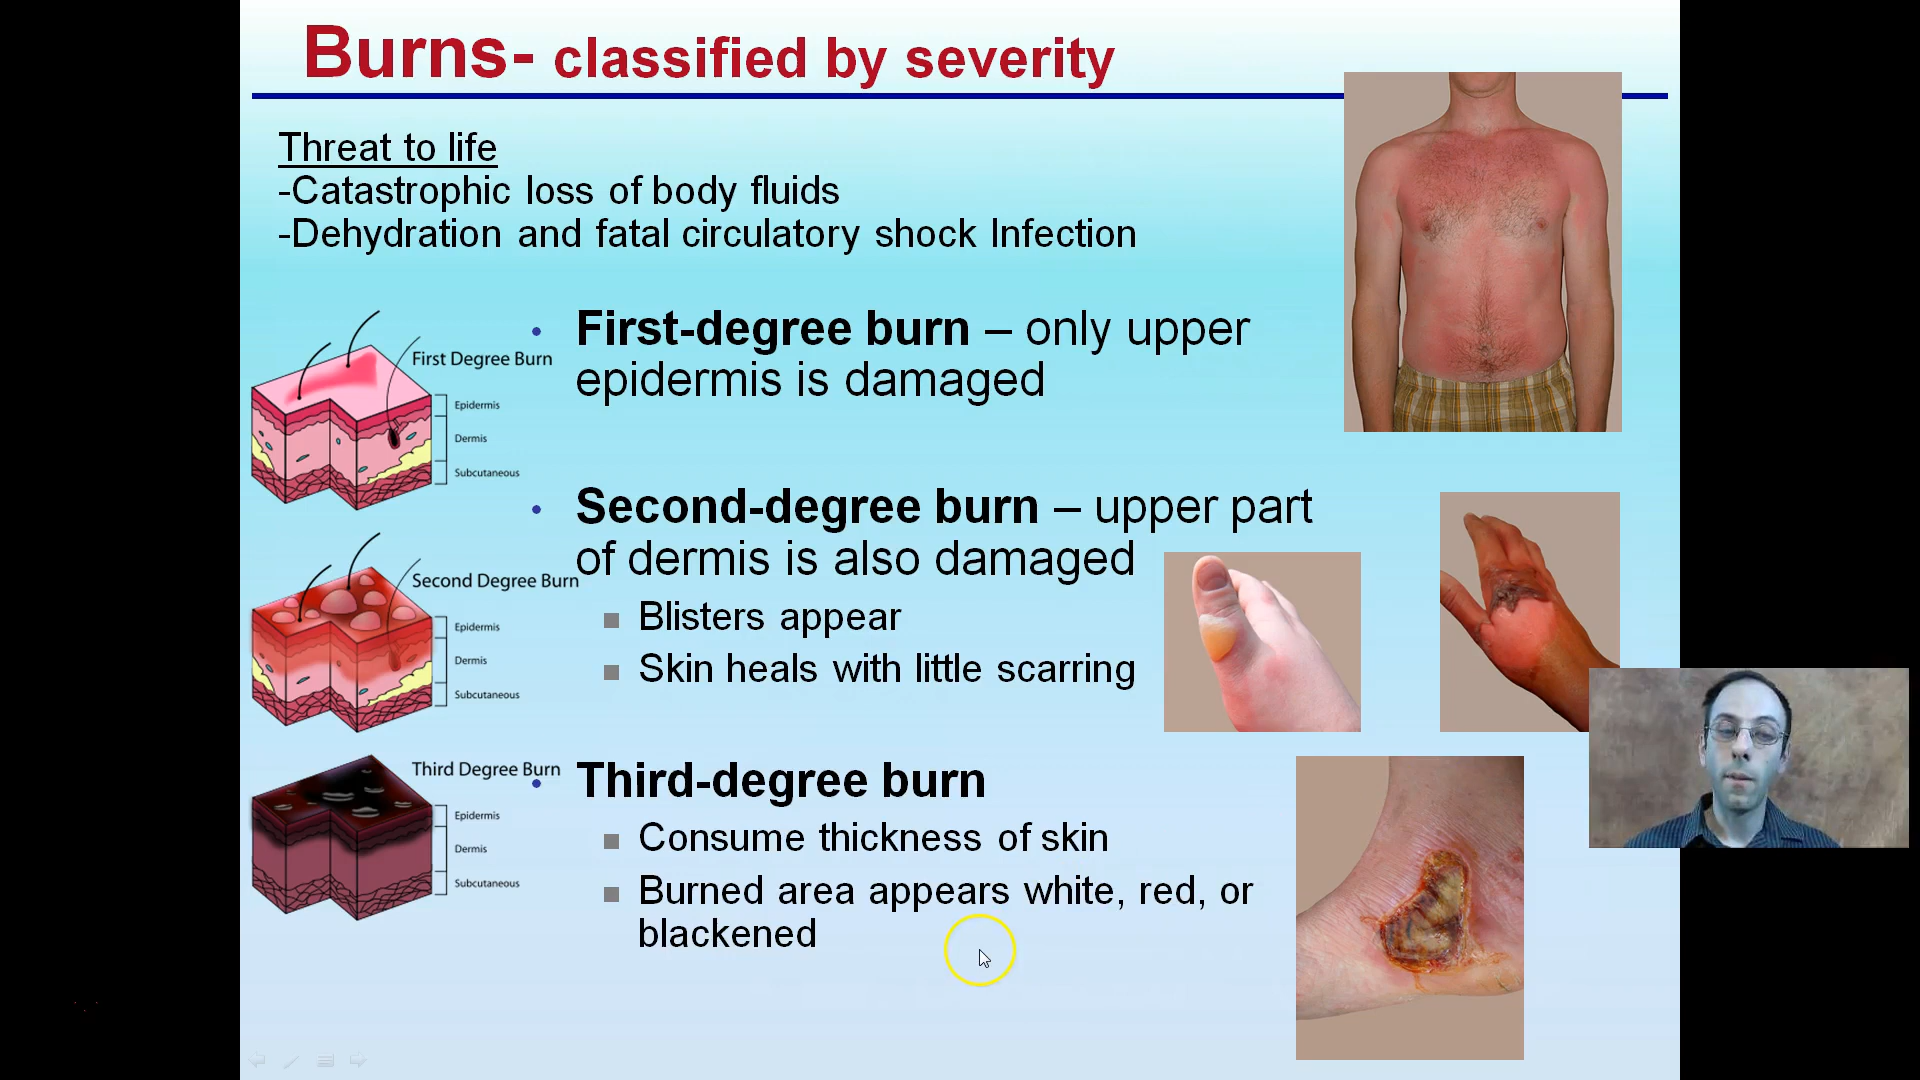 Burns- classified by severity
Threat to life
-Catastrophic loss of body fluids
-Dehydration and fatal circulatory shock Infection
• First-degree burn – only upper
epidermis is damaged
First Degree Burn
Epidermis
Dermis
Subcutaneous
• Second-degree burn – upper part
of dermis is also damaged
Blisters appear
Skin heals with little scarring
Second Degree Burn
Epidermis
Dermis
Subcutaneous
• Third-degree burn
Consume thickness of skin
Burned area appears white, red, or
blackened
Third Degree Burn
Epidermis
Dermis
Subcutaneous